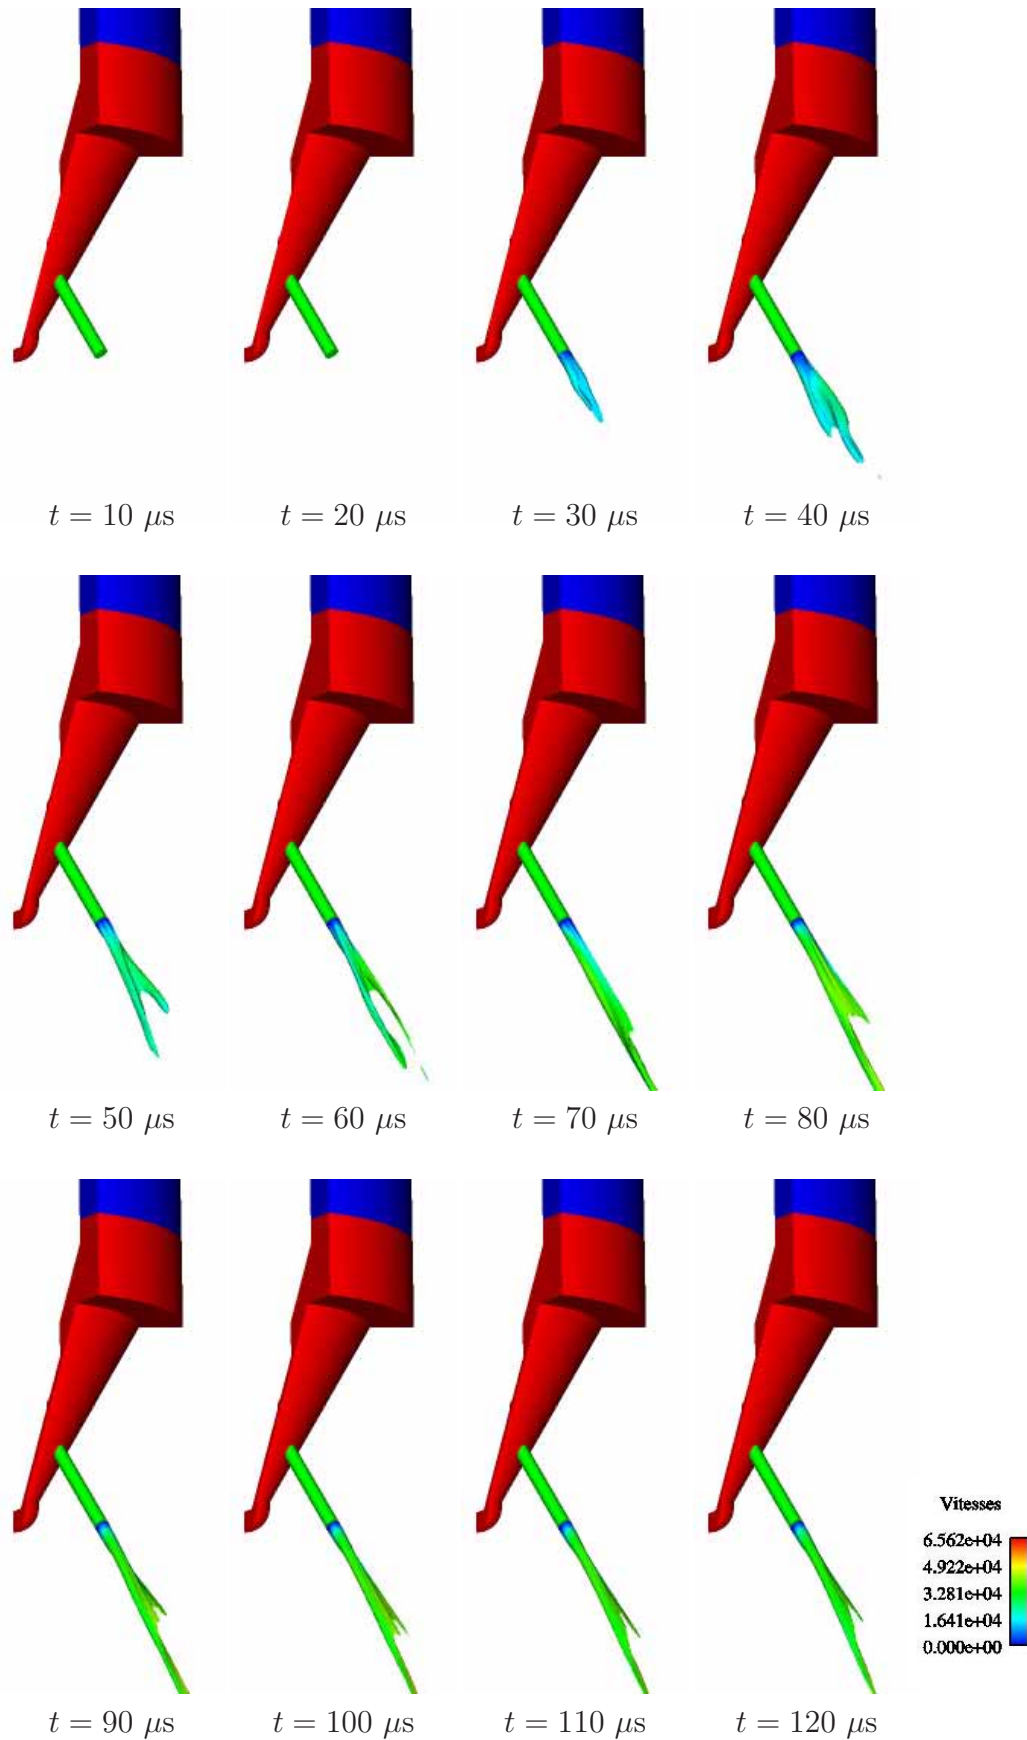 t = 10 μs t = 20 μs t = 30 μs t = 40 μs
t = 50 μs t = 60 μs t = 70 μs t = 80 μs
Vitesses
6.562e+04
4.922e+04
3.281e+04
1.641e+04
0.000e+00
t = 90 μs t = 100 μs t = 110 μs t = 120 μs